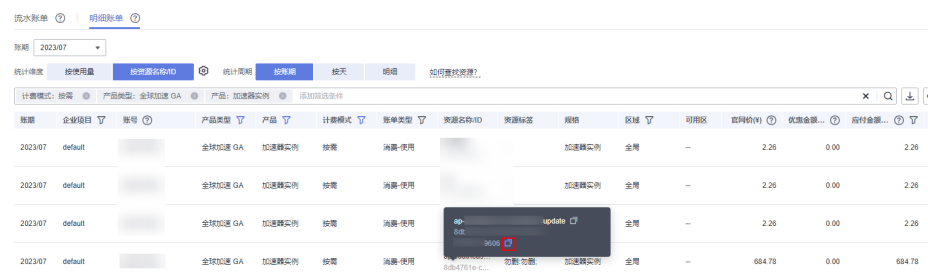 流水账单 明细账单
账期 2023/07
统计维度 按使用量 按资源名称/ID 统计周期 按账期 按天 明细 如何查找资源?
计费模式: 按需 产品类型: 全球加速 GA 产品: 加速器实例 添加筛选条件
账期 企业项目 账号 产品类型 产品 计费模式 账单类型 资源名称/ID 资源标签 规格 区域 可用区 官网价(¥) 优惠金额... 应付金额...
2023/07 default 全球加速 GA 加速器实例 按需 消费-使用 加速器实例 全局 -- 2.26 0.00 2.26
2023/07 default 全球加速 GA 加速器实例 按需 消费-使用 加速器实例 全局 -- 2.26 0.00 2.26
2023/07 default 全球加速 GA 加速器实例 按需 消费-使用 加速器实例 全局 -- 2.26 0.00 2.26
ap- update
8dt
9606
2023/07 default 全球加速 GA 加速器实例 按需 消费-使用 勿删:勿删; 加速器实例 全局 -- 684.78 0.00 684.78
8db4761e-c...